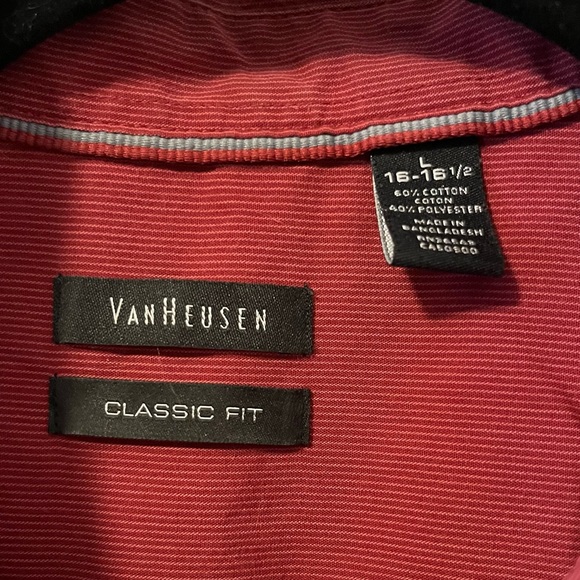 L
16-16 1/2
60% COTTON
COTON
40% POLYESTER
MADE IN
BANGLADESH
VANHEUSEN
CLASSIC FIT